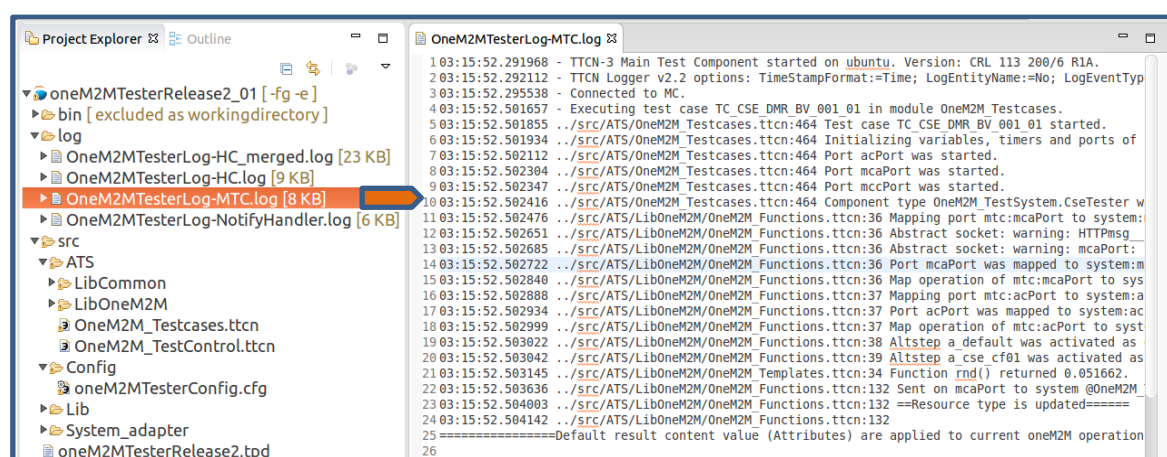 Project Explorer
Outline
oneM2MTesterRelease2_01 [ -fg -e ]
bin [ excluded as workingdirectory ]
log
OneM2MTesterLog-HC_merged.log [23 KB]
OneM2MTesterLog-HC.log [9 KB]
OneM2MTesterLog-MTC.log [8 KB]
OneM2MTesterLog-NotifyHandler.log [6 KB]
src
ATS
LibCommon
LibOneM2M
OneM2M_Testcases.ttcn
OneM2M_TestControl.ttcn
Config
oneM2MTesterConfig.cfg
Lib
System_adapter
oneM2MTesterRelease2.tpd
OneM2MTesterLog-MTC.log
1 03:15:52.291968 - TTCN-3 Main Test Component started on ubuntu. Version: CRL 113 200/6 R1A.
2 03:15:52.292112 - TTCN Logger v2.2 options: TimeStampFormat:=Time; LogEntityName:=No; LogEventTyp
3 03:15:52.295538 - Connected to MC.
4 03:15:52.501657 - Executing test case TC_CSE_DMR_BV_001_01 in module OneM2M_Testcases.
5 03:15:52.501855 ../src/ATS/OneM2M_Testcases.ttcn:464 Test case TC_CSE_DMR_BV_001_01 started.
6 03:15:52.501934 ../src/ATS/OneM2M_Testcases.ttcn:464 Initializing variables, timers and ports of
7 03:15:52.502112 ../src/ATS/OneM2M_Testcases.ttcn:464 Port acPort was started.
8 03:15:52.502304 ../src/ATS/OneM2M_Testcases.ttcn:464 Port mcaPort was started.
9 03:15:52.502347 ../src/ATS/OneM2M_Testcases.ttcn:464 Port mccPort was started.
10 03:15:52.502416 ../src/ATS/OneM2M_Testcases.ttcn:464 Component type OneM2M_TestSystem.CseTester w
11 03:15:52.502476 ../src/ATS/LibOneM2M/OneM2M_Functions.ttcn:36 Mapping port mtc:mcaPort to system:
12 03:15:52.502651 ../src/ATS/LibOneM2M/OneM2M_Functions.ttcn:36 Abstract socket: warning: HTTPmsg__
13 03:15:52.502685 ../src/ATS/LibOneM2M/OneM2M_Functions.ttcn:36 Abstract socket: warning: mcaPort:
14 03:15:52.502722 ../src/ATS/LibOneM2M/OneM2M_Functions.ttcn:36 Port mcaPort was mapped to system:m
15 03:15:52.502840 ../src/ATS/LibOneM2M/OneM2M_Functions.ttcn:36 Map operation of mtc:mcaPort to sys
16 03:15:52.502888 ../src/ATS/LibOneM2M/OneM2M_Functions.ttcn:37 Mapping port mtc:acPort to system:a
17 03:15:52.502934 ../src/ATS/LibOneM2M/OneM2M_Functions.ttcn:37 Port acPort was mapped to system:ac
18 03:15:52.502999 ../src/ATS/LibOneM2M/OneM2M_Functions.ttcn:37 Map operation of mtc:acPort to syst
19 03:15:52.503022 ../src/ATS/LibOneM2M/OneM2M_Functions.ttcn:38 Altstep a_default was activated as
20 03:15:52.503042 ../src/ATS/LibOneM2M/OneM2M_Functions.ttcn:39 Altstep a_cse_cf01 was activated as
21 03:15:52.503145 ../src/ATS/LibOneM2M/OneM2M_Templates.ttcn:34 Function rnd() returned 0.051662.
22 03:15:52.503636 ../src/ATS/LibOneM2M/OneM2M_Functions.ttcn:132 Sent on mcaPort to system @OneM2M_
23 03:15:52.504003 ../src/ATS/LibOneM2M/OneM2M_Functions.ttcn:132 ==Resource type is updated======
24 03:15:52.504142 ../src/ATS/LibOneM2M/OneM2M_Functions.ttcn:132
25 ================Default result content value (Attributes) are applied to current oneM2M operation
26